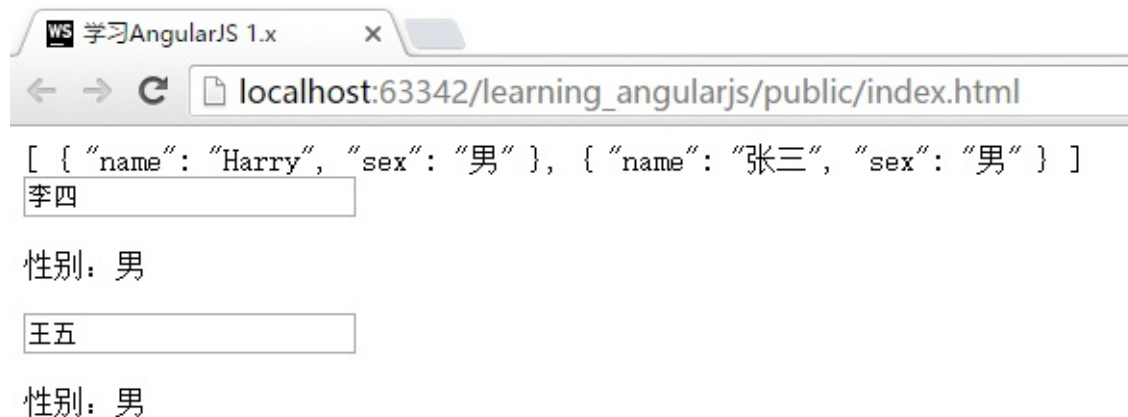 WS 学习AngularJS 1.x
localhost:63342/learning_angularjs/public/index.html
[ { "name": "Harry", "sex": "男" }, { "name": "张三", "sex": "男" } ]
李四
性别：男
王五
性别：男